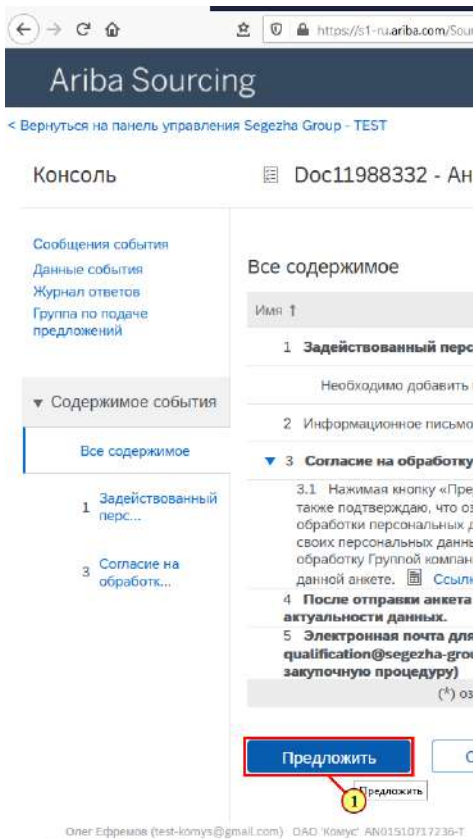 https://s1-ru.ariba.com/Sour
Ariba Sourcing
< Вернуться на панель управления Segezha Group - TEST
Консоль
Doc11988332 - Ан
Сообщения события
Данные события
Журнал ответов
Группа по подаче
предложений
▼ Содержимое события
Все содержимое
1 Задействованный
перс...
3 Согласие на
обработк...
Все содержимое
Имя ↑
1 Задействованный перс
Необходимо добавить
2 Информационное письмо
▼ 3 Согласие на обработку
3.1 Нажимая кнопку «Пре
также подтверждаю, что оз
обработки персональных д
своих персональных данны
обработку Группой компан
данной анкете. Ссылк
4 После отправки анкета
актуальности данных.
5 Электронная почта для
qualification@segezha-grou
закупочную процедуру)
(*) оз
Предложить
С
1
Предложить
Олег Ефремов (test-komys@gmail.com) ОАО "Комус" AN01510717236-T